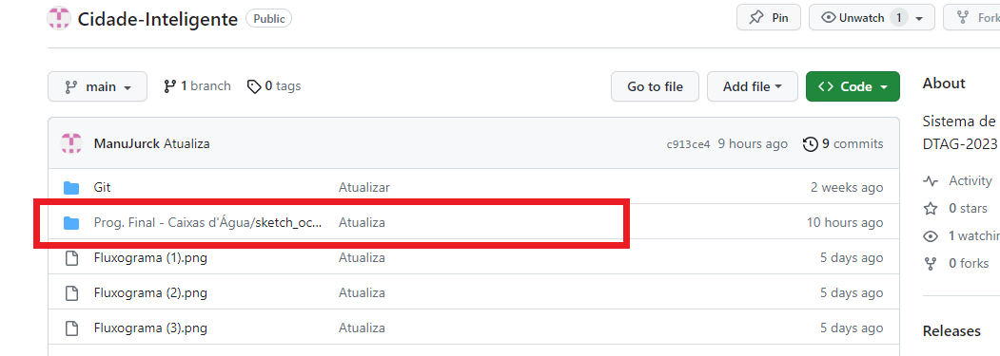 Cidade-Inteligente Public Pin Unwatch 1 Fork
main 1 branch 0 tags Go to file Add file Code About
Sistema de
ManuJurck Atualiza c913ce4 9 hours ago 9 commits DTAG-2023
Git Atualizar 2 weeks ago Activity
Prog. Final - Caixas d'Água/sketch_oc... Atualiza 10 hours ago 0 stars
1 watchin
Fluxograma (1).png Atualiza 5 days ago 0 forks
Fluxograma (2).png Atualiza 5 days ago
Fluxograma (3).png Atualiza 5 days ago Releases